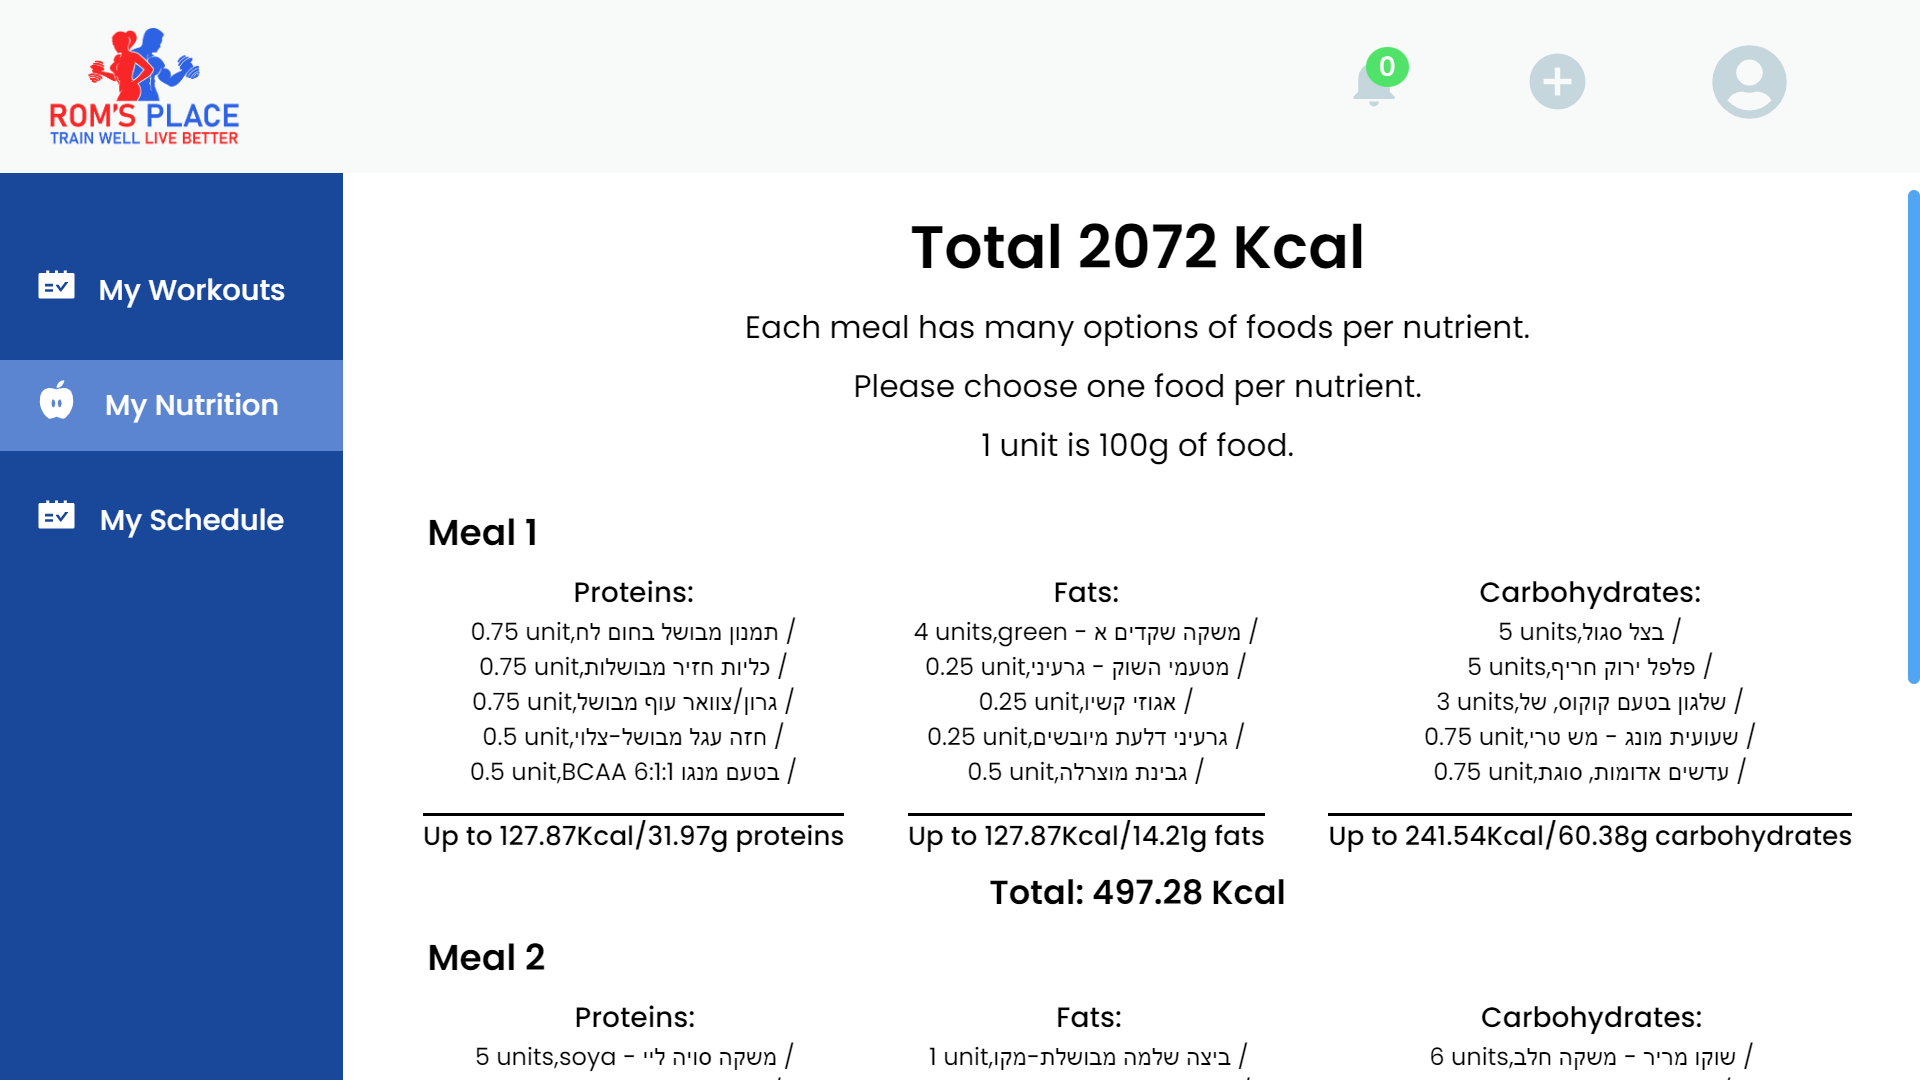 ROM'S PLACE
TRAIN WELL LIVE BETTER
0
My Workouts
My Nutrition
My Schedule
Total 2072 Kcal
Each meal has many options of foods per nutrient.
Please choose one food per nutrient.
1 unit is 100g of food.
Meal 1
Proteins:
0.75 unit,תמנון מבושל בחום לח /
0.75 unit,כליות חזיר מבושלות /
0.75 unit,גרון/צוואר עוף מבושל /
0.5 unit,חזה עגל מבושל-צלוי /
0.5 unit,BCAA 6:1:1 בטעם מנגו /
Up to 127.87Kcal/31.97g proteins
Fats:
4 units,green - משקה שקדים א /
0.25 unit,מטעמי השוק - גרעיני /
0.25 unit,אגוזי קשיו /
0.25 unit,גרעיני דלעת מיובשים /
0.5 unit,גבינת מוצרלה /
Up to 127.87Kcal/14.21g fats
Carbohydrates:
5 units,בצל סגול /
5 units,פלפל ירוק חריף /
3 units,שלגון בטעם קוקוס, של /
0.75 unit,שעועית מונג - מש טרי /
0.75 unit,עדשים אדומות, סוגת /
Up to 241.54Kcal/60.38g carbohydrates
Total: 497.28 Kcal
Meal 2
Proteins:
5 units,soya - משקה סויה ליי /
Fats:
1 unit,ביצה שלמה מבושלת-מקו /
Carbohydrates:
6 units,שוקו מריר - משקה חלב /